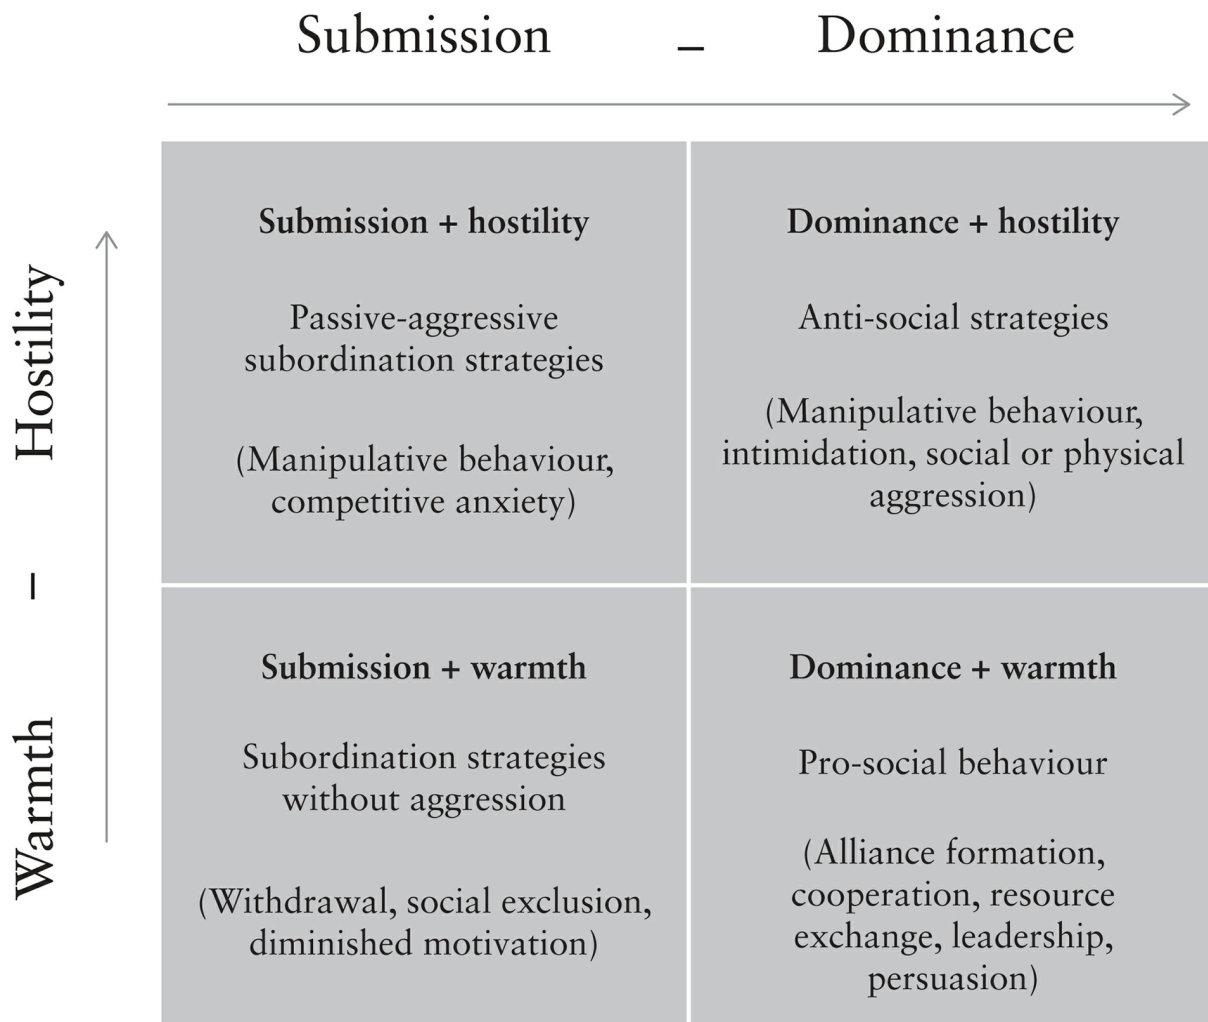 Submission – Dominance
Hostility – Warmth
Submission + hostility
Passive-aggressive
subordination strategies
(Manipulative behaviour,
competitive anxiety)
Dominance + hostility
Anti-social strategies
(Manipulative behaviour,
intimidation, social or physical
aggression)
Submission + warmth
Subordination strategies
without aggression
(Withdrawal, social exclusion,
diminished motivation)
Dominance + warmth
Pro-social behaviour
(Alliance formation,
cooperation, resource
exchange, leadership,
persuasion)